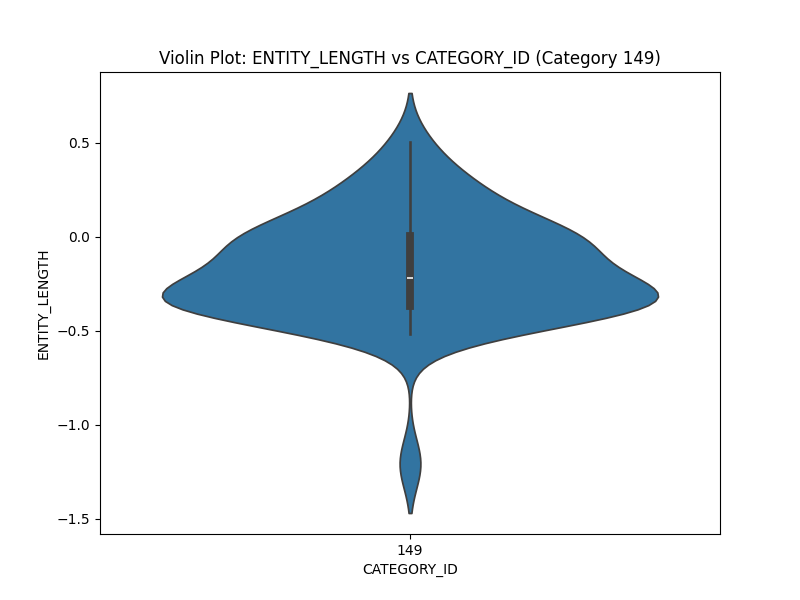 Violin Plot: ENTITY_LENGTH vs CATEGORY_ID (Category 149)
0.5
0.0
−0.5
−1.0
−1.5
ENTITY_LENGTH
149
CATEGORY_ID